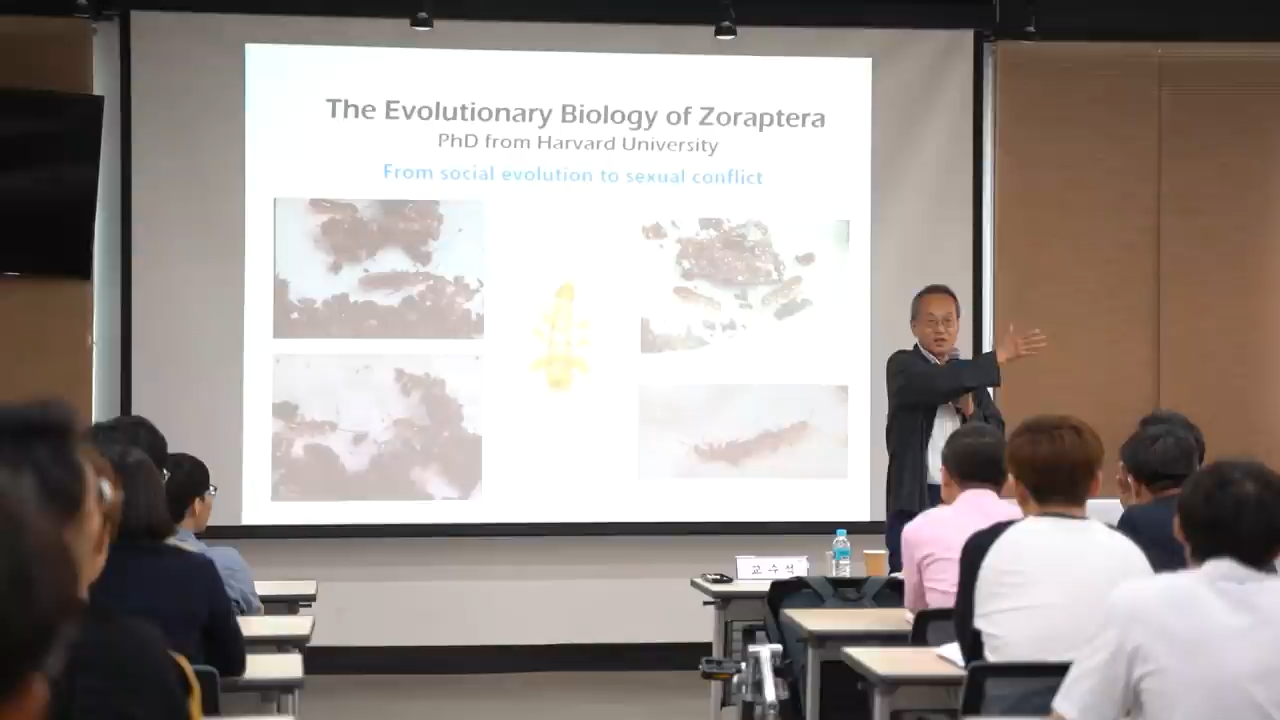 The Evolutionary Biology of Zoraptera
PhD from Harvard University
From social evolution to sexual conflict
교 수 석